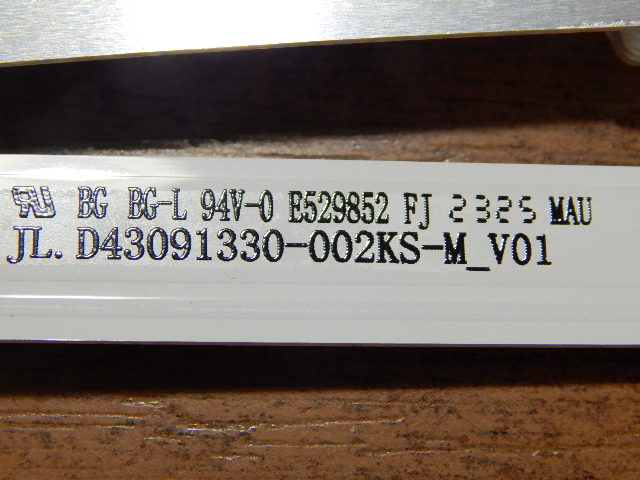 BG BG-L 94V-0 E529852 FJ 2325 MAU
JL. D43091330-002KS-M_V01